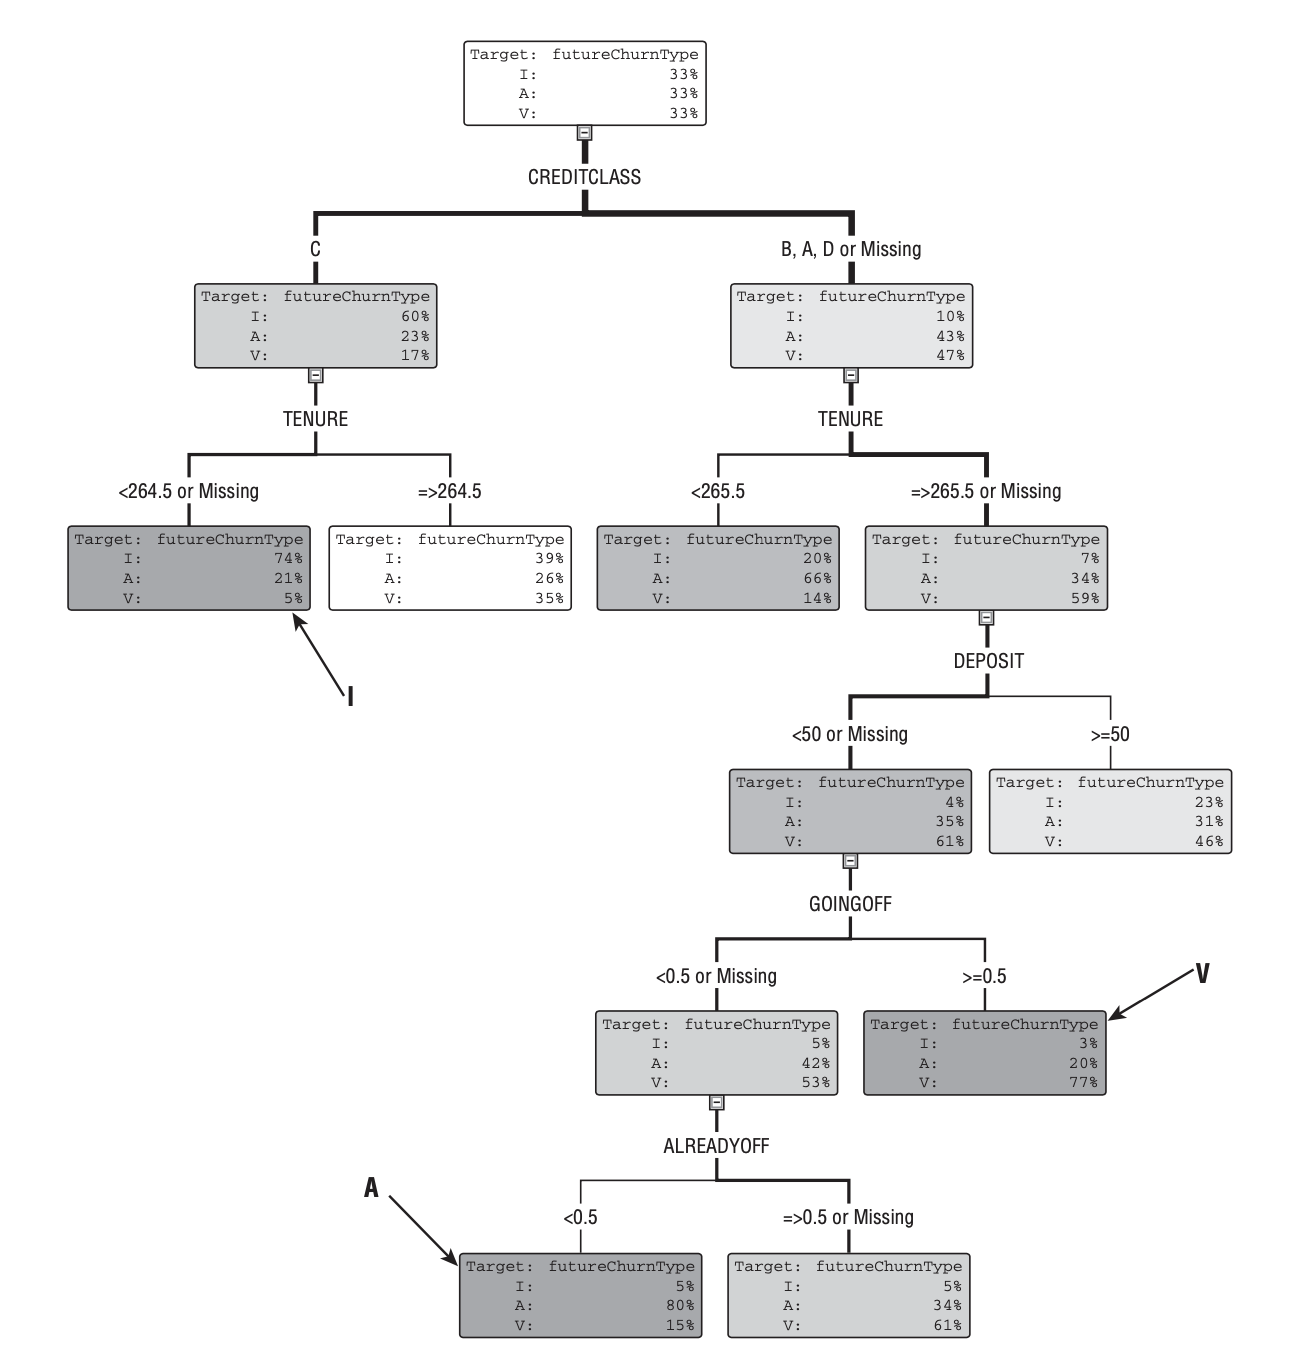 Target: futureChurnType
I: 33%
A: 33%
V: 33%
CREDITCLASS
C
B, A, D or Missing
Target: futureChurnType
I: 60%
A: 23%
V: 17%
Target: futureChurnType
I: 10%
A: 43%
V: 47%
TENURE
TENURE
<264.5 or Missing
=>264.5
<265.5
=>265.5 or Missing
Target: futureChurnType
I: 74%
A: 21%
V: 5%
Target: futureChurnType
I: 39%
A: 26%
V: 35%
Target: futureChurnType
I: 20%
A: 66%
V: 14%
Target: futureChurnType
I: 7%
A: 34%
V: 59%
I
DEPOSIT
<50 or Missing
>=50
Target: futureChurnType
I: 4%
A: 35%
V: 61%
Target: futureChurnType
I: 23%
A: 31%
V: 46%
GOINGOFF
<0.5 or Missing
>=0.5
V
Target: futureChurnType
I: 5%
A: 42%
V: 53%
Target: futureChurnType
I: 3%
A: 20%
V: 77%
ALREADYOFF
A
<0.5
=>0.5 or Missing
Target: futureChurnType
I: 5%
A: 80%
V: 15%
Target: futureChurnType
I: 5%
A: 34%
V: 61%